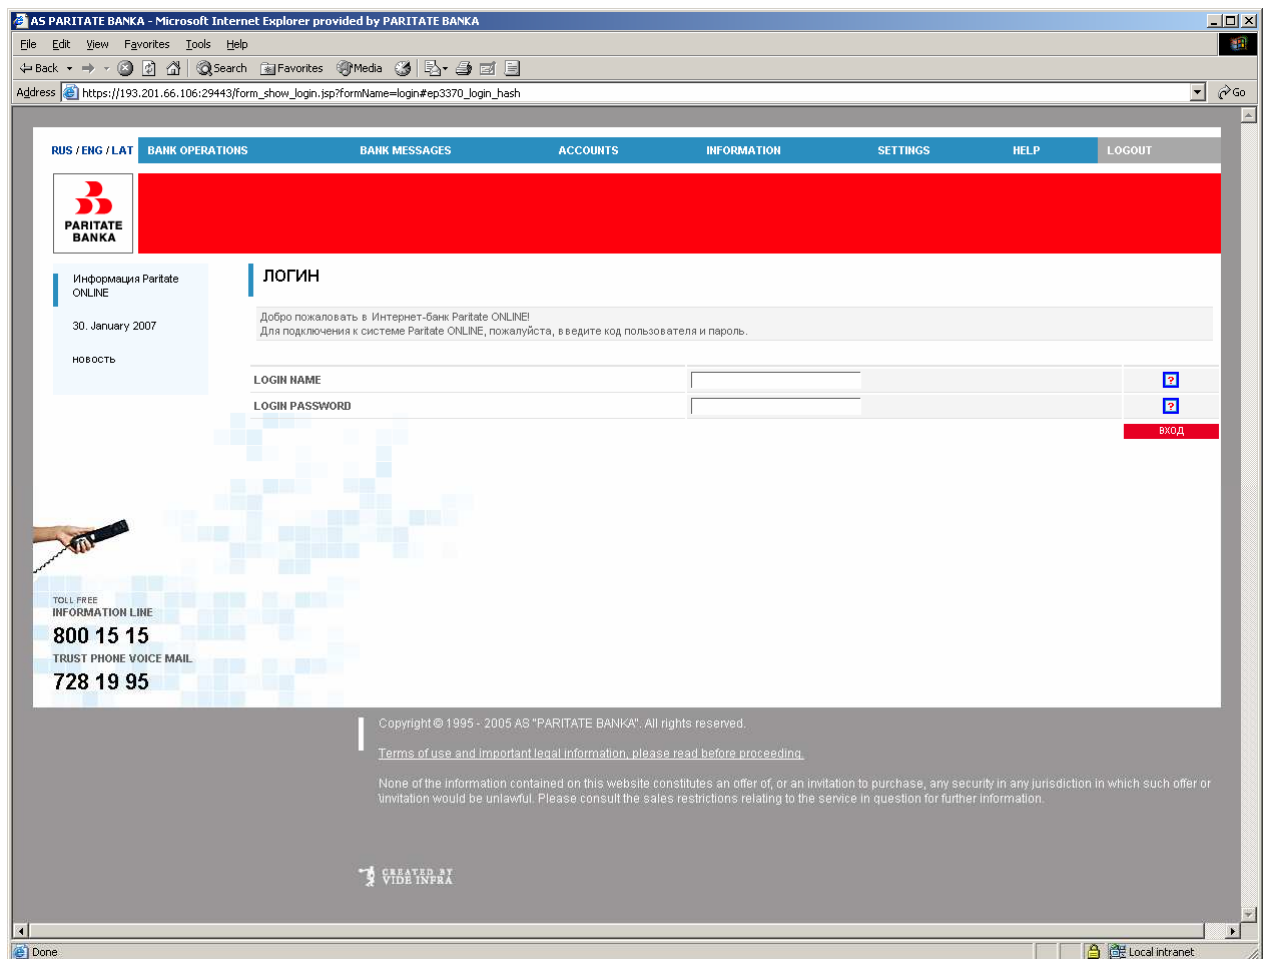 AS PARITATE BANKA - Microsoft Internet Explorer provided by PARITATE BANKA
File Edit View Favorites Tools Help
Back Search Favorites Media
Address https://193.201.66.106:29443/form_show_login.jsp?formName=login#ep3370_login_hash Go
RUS / ENG / LAT BANK OPERATIONS BANK MESSAGES ACCOUNTS INFORMATION SETTINGS HELP LOGOUT
PARITATE
BANKA
Информация Paritate
ONLINE
30. January 2007
новость
ЛОГИН
Добро пожаловать в Интернет-банк Paritate ONLINE!
Для подключения к системе Paritate ONLINE, пожалуйста, введите код пользователя и пароль.
LOGIN NAME ?
LOGIN PASSWORD ?
ВХОД
TOLL FREE
INFORMATION LINE
800 15 15
TRUST PHONE VOICE MAIL
728 19 95
Copyright © 1995 - 2005 AS "PARITATE BANKA". All rights reserved.
Terms of use and important legal information, please read before proceeding.
None of the information contained on this website constitutes an offer of, or an invitation to purchase, any security in any jurisdiction in which such offer or
\invitation would be unlawful. Please consult the sales restrictions relating to the service in question for further information.
CREATED BY
VIDE INFRA
Done Local intranet